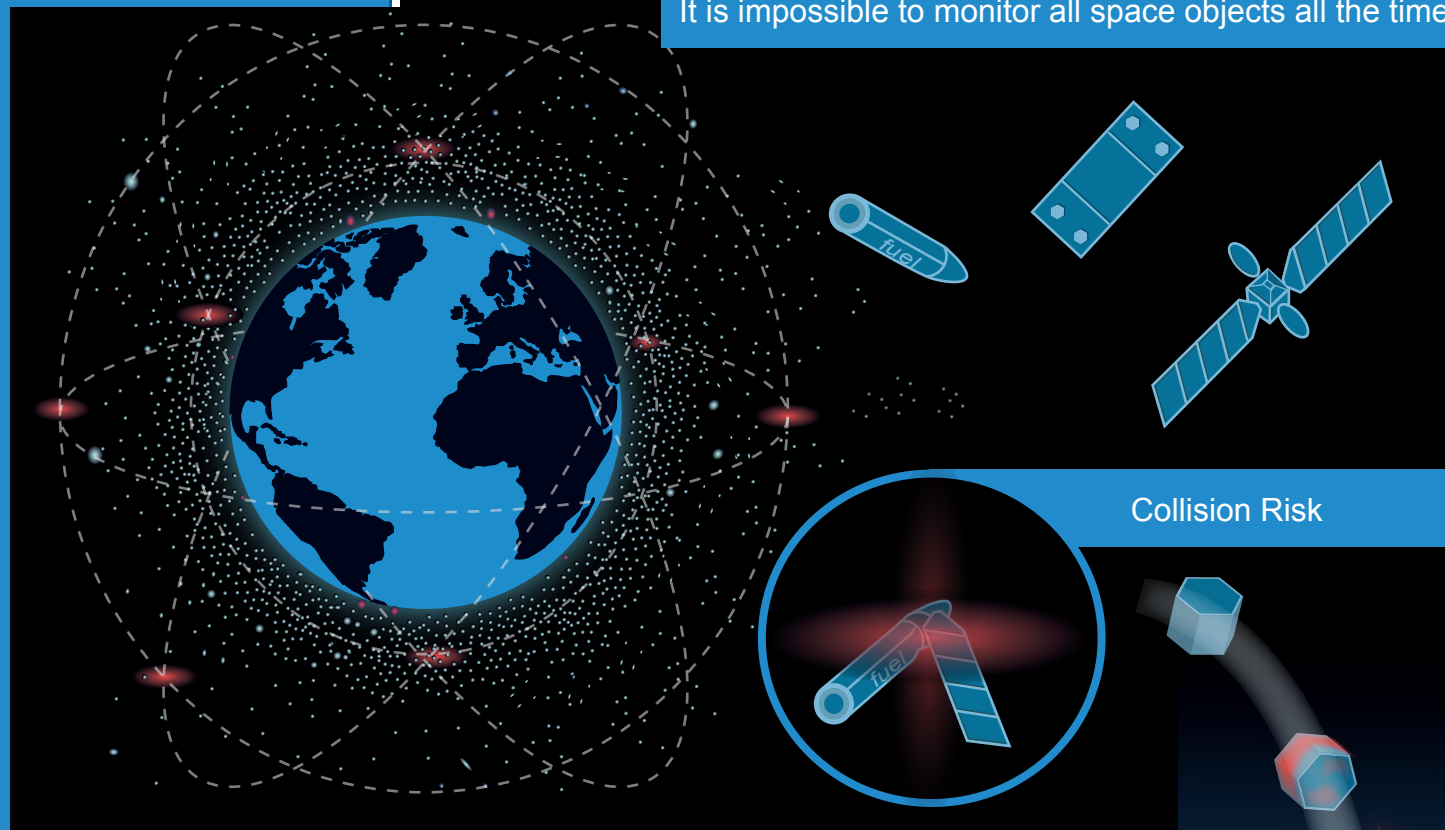 It is impossible to monitor all space objects all the time
fuel
Collision Risk
fuel